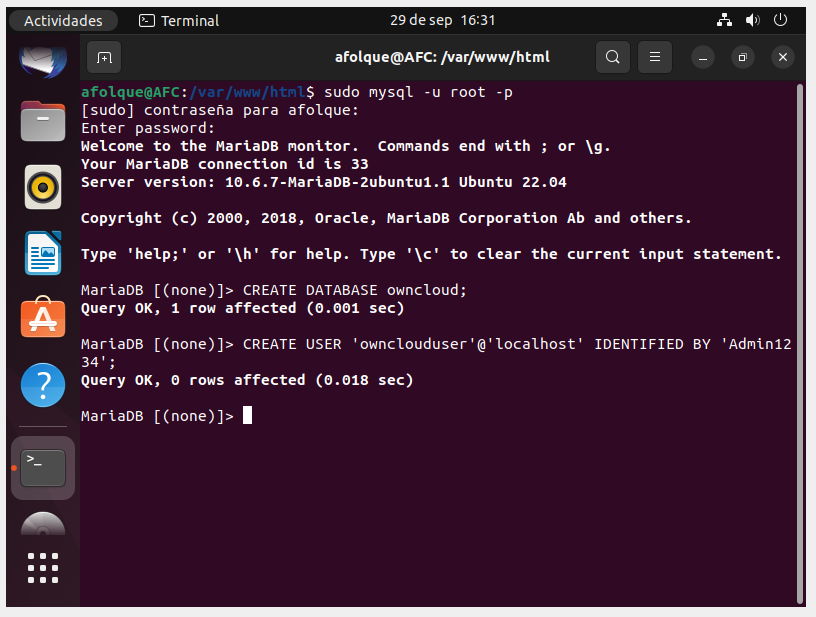 Actividades
Terminal
29 de sep 16:31
afolque@AFC: /var/www/html
afolque@AFC:/var/www/html$ sudo mysql -u root -p
[sudo] contraseña para afolque:
Enter password:
Welcome to the MariaDB monitor.  Commands end with ; or \g.
Your MariaDB connection id is 33
Server version: 10.6.7-MariaDB-2ubuntu1.1 Ubuntu 22.04
Copyright (c) 2000, 2018, Oracle, MariaDB Corporation Ab and others.
Type 'help;' or '\h' for help. Type '\c' to clear the current input statement.
MariaDB [(none)]> CREATE DATABASE owncloud;
Query OK, 1 row affected (0.001 sec)
MariaDB [(none)]> CREATE USER 'ownclouduser'@'localhost' IDENTIFIED BY 'Admin12
34';
Query OK, 0 rows affected (0.018 sec)
MariaDB [(none)]>